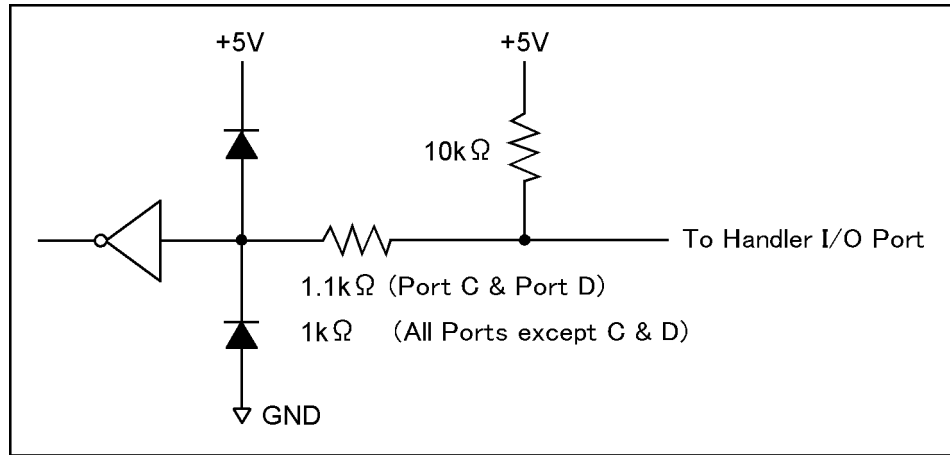 +5V +5V
10kΩ
To Handler I/O Port
1.1kΩ (Port C & Port D)
1kΩ (All Ports except C & D)
GND